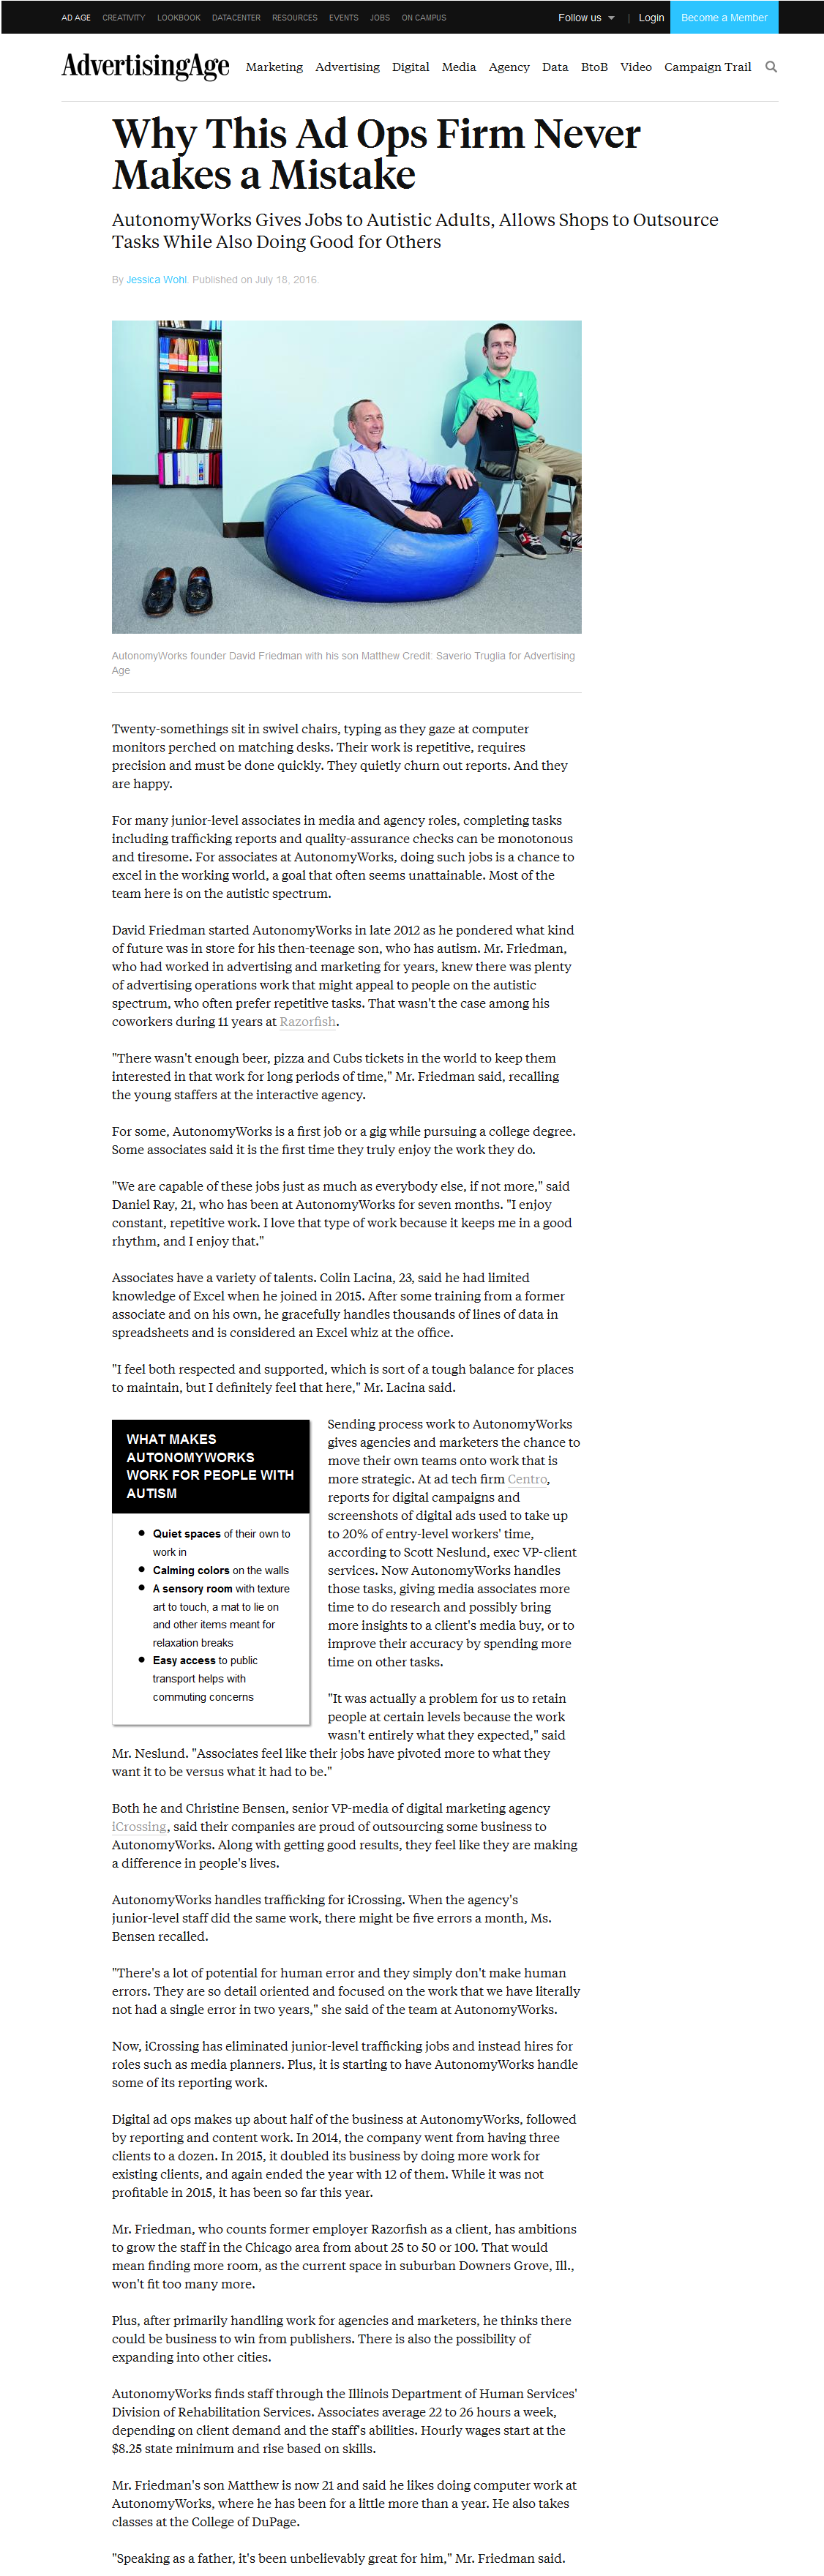 AD AGE CREATIVITY LOOKBOOK DATACENTER RESOURCES EVENTS JOBS ON CAMPUS Follow us | Login Become a Member
AdvertisingAge Marketing Advertising Digital Media Agency Data BtoB Video Campaign Trail
Why This Ad Ops Firm Never
Makes a Mistake
AutonomyWorks Gives Jobs to Autistic Adults, Allows Shops to Outsource
Tasks While Also Doing Good for Others
By Jessica Wohl. Published on July 18, 2016.
AutonomyWorks founder David Friedman with his son Matthew Credit: Saverio Truglia for Advertising
Age
Twenty-somethings sit in swivel chairs, typing as they gaze at computer
monitors perched on matching desks. Their work is repetitive, requires
precision and must be done quickly. They quietly churn out reports. And they
are happy.
For many junior-level associates in media and agency roles, completing tasks
including trafficking reports and quality-assurance checks can be monotonous
and tiresome. For associates at AutonomyWorks, doing such jobs is a chance to
excel in the working world, a goal that often seems unattainable. Most of the
team here is on the autistic spectrum.
David Friedman started AutonomyWorks in late 2012 as he pondered what kind
of future was in store for his then-teenage son, who has autism. Mr. Friedman,
who had worked in advertising and marketing for years, knew there was plenty
of advertising operations work that might appeal to people on the autistic
spectrum, who often prefer repetitive tasks. That wasn't the case among his
coworkers during 11 years at Razorfish.
"There wasn't enough beer, pizza and Cubs tickets in the world to keep them
interested in that work for long periods of time," Mr. Friedman said, recalling
the young staffers at the interactive agency.
For some, AutonomyWorks is a first job or a gig while pursuing a college degree.
Some associates said it is the first time they truly enjoy the work they do.
"We are capable of these jobs just as much as everybody else, if not more," said
Daniel Ray, 21, who has been at AutonomyWorks for seven months. "I enjoy
constant, repetitive work. I love that type of work because it keeps me in a good
rhythm, and I enjoy that."
Associates have a variety of talents. Colin Lacina, 23, said he had limited
knowledge of Excel when he joined in 2015. After some training from a former
associate and on his own, he gracefully handles thousands of lines of data in
spreadsheets and is considered an Excel whiz at the office.
"I feel both respected and supported, which is sort of a tough balance for places
to maintain, but I definitely feel that here," Mr. Lacina said.
WHAT MAKES
AUTONOMYWORKS
WORK FOR PEOPLE WITH
AUTISM
• Quiet spaces of their own to
work in
• Calming colors on the walls
• A sensory room with texture
art to touch, a mat to lie on
and other items meant for
relaxation breaks
• Easy access to public
transport helps with
commuting concerns
Sending process work to AutonomyWorks
gives agencies and marketers the chance to
move their own teams onto work that is
more strategic. At ad tech firm Centro,
reports for digital campaigns and
screenshots of digital ads used to take up
to 20% of entry-level workers' time,
according to Scott Neslund, exec VP-client
services. Now AutonomyWorks handles
those tasks, giving media associates more
time to do research and possibly bring
more insights to a client's media buy, or to
improve their accuracy by spending more
time on other tasks.
"It was actually a problem for us to retain
people at certain levels because the work
wasn't entirely what they expected," said
Mr. Neslund. "Associates feel like their jobs have pivoted more to what they
want it to be versus what it had to be."
Both he and Christine Bensen, senior VP-media of digital marketing agency
iCrossing, said their companies are proud of outsourcing some business to
AutonomyWorks. Along with getting good results, they feel like they are making
a difference in people's lives.
AutonomyWorks handles trafficking for iCrossing. When the agency's
junior-level staff did the same work, there might be five errors a month, Ms.
Bensen recalled.
"There's a lot of potential for human error and they simply don't make human
errors. They are so detail oriented and focused on the work that we have literally
not had a single error in two years," she said of the team at AutonomyWorks.
Now, iCrossing has eliminated junior-level trafficking jobs and instead hires for
roles such as media planners. Plus, it is starting to have AutonomyWorks handle
some of its reporting work.
Digital ad ops makes up about half of the business at AutonomyWorks, followed
by reporting and content work. In 2014, the company went from having three
clients to a dozen. In 2015, it doubled its business by doing more work for
existing clients, and again ended the year with 12 of them. While it was not
profitable in 2015, it has been so far this year.
Mr. Friedman, who counts former employer Razorfish as a client, has ambitions
to grow the staff in the Chicago area from about 25 to 50 or 100. That would
mean finding more room, as the current space in suburban Downers Grove, Ill.,
won't fit too many more.
Plus, after primarily handling work for agencies and marketers, he thinks there
could be business to win from publishers. There is also the possibility of
expanding into other cities.
AutonomyWorks finds staff through the Illinois Department of Human Services'
Division of Rehabilitation Services. Associates average 22 to 26 hours a week,
depending on client demand and the staff's abilities. Hourly wages start at the
$8.25 state minimum and rise based on skills.
Mr. Friedman's son Matthew is now 21 and said he likes doing computer work at
AutonomyWorks, where he has been for a little more than a year. He also takes
classes at the College of DuPage.
"Speaking as a father, it's been unbelievably great for him," Mr. Friedman said.